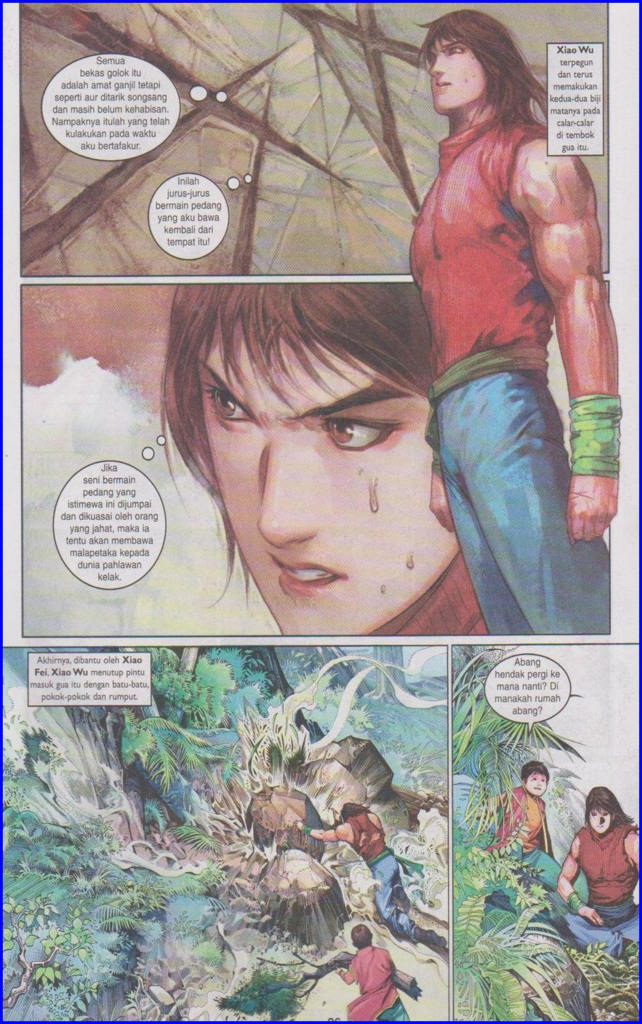 Semua
bekas golok itu
adalah amat ganjil tetapi
seperti aur ditarik songsang
dan masih belum kehabisan.
Nampaknya itulah yang telah
kulakukan pada waktu
aku bertafakur.
Xiao Wu
terpegun
dan terus
memakukan
kedua-dua biji
matanya pada
calar-calar
di tembok
gua itu.
Inilah
jurus-jurus
bermain pedang
yang aku bawa
kembali dari
tempat itu!
Jika
seni bermain
pedang yang
istimewa ini dijumpai
dan dikuasai oleh orang
yang jahat, maka ia
tentu akan membawa
malapetaka kepada
dunia pahlawan
kelak.
Akhirnya, dibantu oleh Xiao
Fei, Xiao Wu menutup pintu
masuk gua itu dengan batu-batu,
pokok-pokok dan rumput.
Abang
hendak pergi ke
mana nanti? Di
manakah rumah
abang?